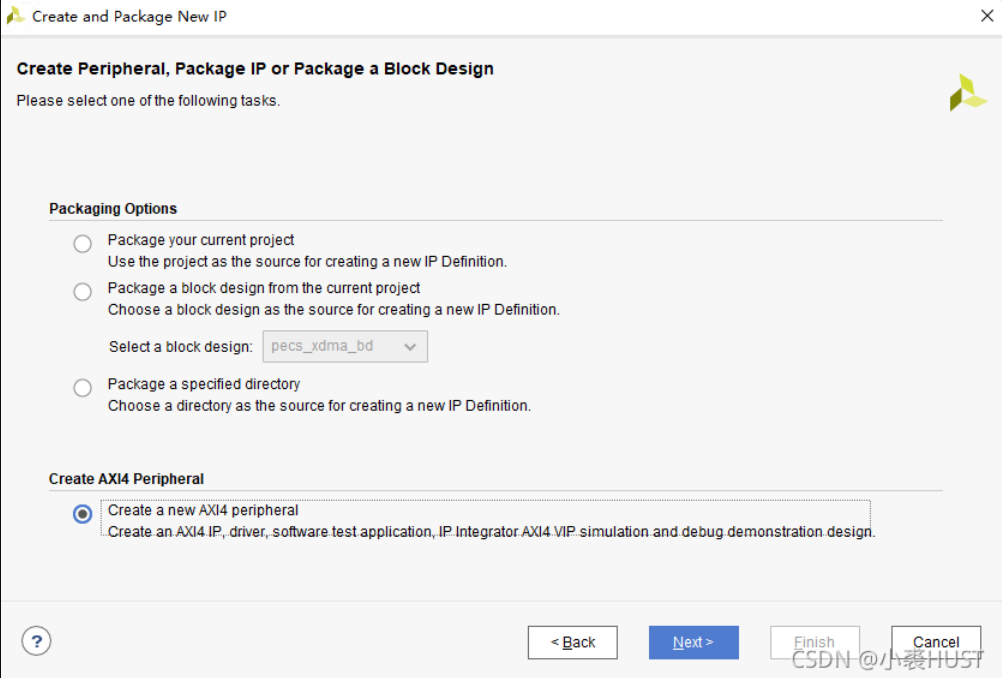 Create and Package New IP
Create Peripheral, Package IP or Package a Block Design
Please select one of the following tasks.
Packaging Options
Package your current project
Use the project as the source for creating a new IP Definition.
Package a block design from the current project
Choose a block design as the source for creating a new IP Definition.
Select a block design: pecs_xdma_bd
Package a specified directory
Choose a directory as the source for creating a new IP Definition.
Create AXI4 Peripheral
Create a new AXI4 peripheral
Create an AXI4 IP, driver, software test application, IP Integrator AXI4 VIP simulation and debug demonstration design.
? < Back Next > Finish Cancel
CSDN @小裘HUST